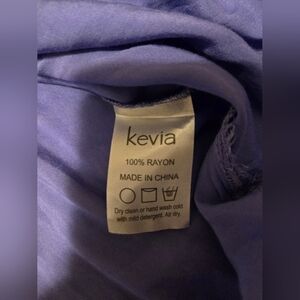 kevia
100% RAYON
MADE IN CHINA
Dry clean or hand wash cold
with mild detergent. Air dry.